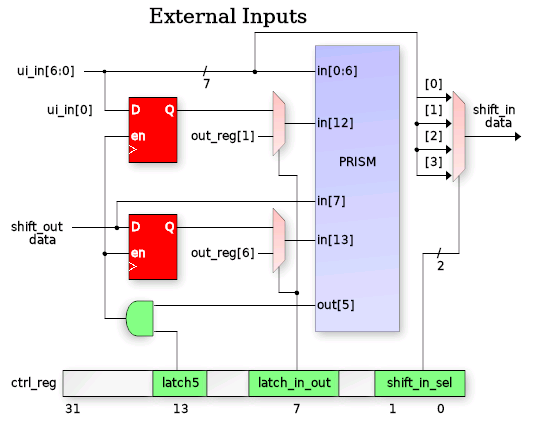 External Inputs
ui_in[6:0]
7
in[0:6]
[0]
ui_in[0]
D
Q
en
out_reg[1]
in[12]
[1]
shift_in
data
[2]
[3]
PRISM
in[7]
shift_out
data
D
Q
en
out_reg[6]
in[13]
2
out[5]
ctrl_reg
latch5
latch_in_out
shift_in_sel
31
13
7
1
0